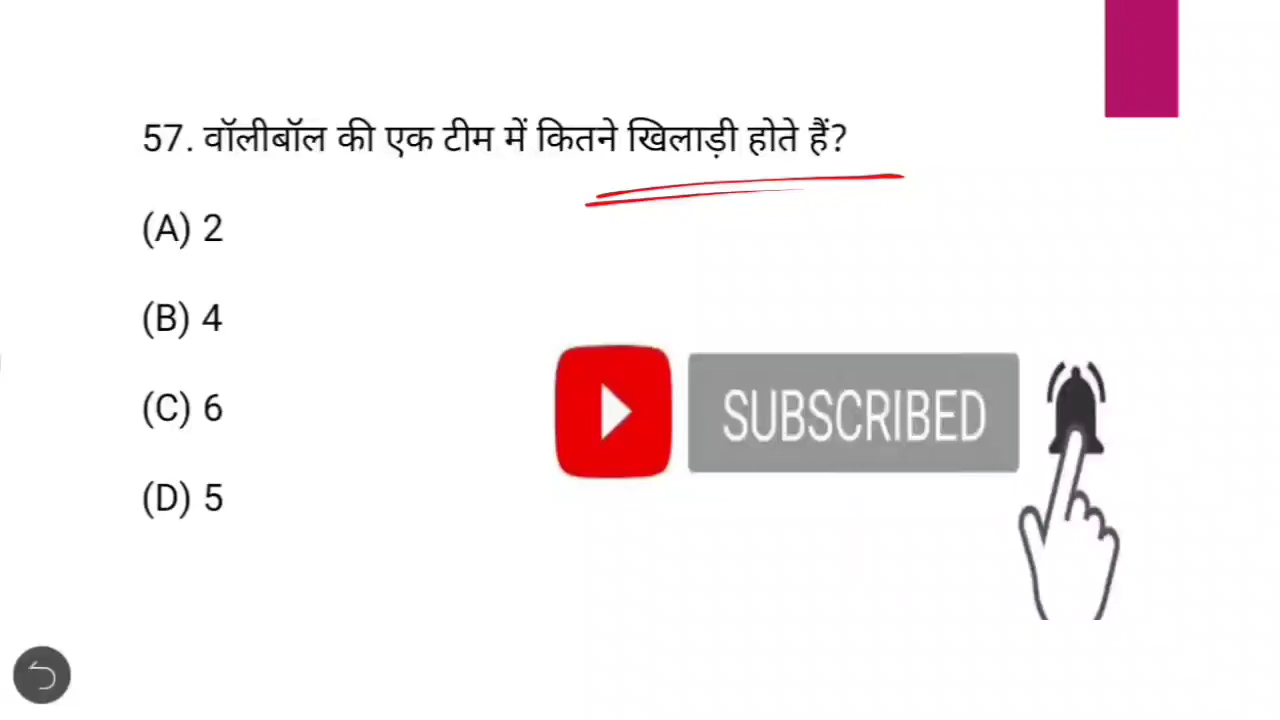 57. वॉलीबॉल की एक टीम में कितने खिलाड़ी होते हैं?
(A) 2
(B) 4
(C) 6
(D) 5
SUBSCRIBED